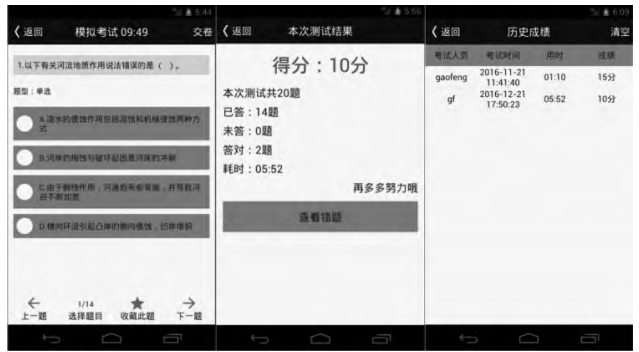 5:44
返回 模拟考试 09:49 交卷
1.以下有关河流地质作用说法错误的是（ ）。
题型：单选
A.流水的侵蚀作用包括溶蚀和机械侵蚀两种方
式
B.河岸的掏蚀与破坏起因是河床的冲刷
C.由于侧蚀作用，河道愈来愈弯曲，并导致河
D.横向环流引起凸岸的侧向侵蚀，凹岸堆积
上一题
1/14
选择题目
收藏此题
下一题
5:56
返回 本次测试结果
得分：10分
本次测试共20题
已答：14题
未答：0题
答对：2题
耗时：05:52
再多多努力哦
查看错题
6:09
返回 历史成绩 清空
考试人员 考试时间 用时 成绩
gaofeng 2016-11-21 11:41:40 01:10 15分
gf 2016-12-21 17:50:23 05:52 10分